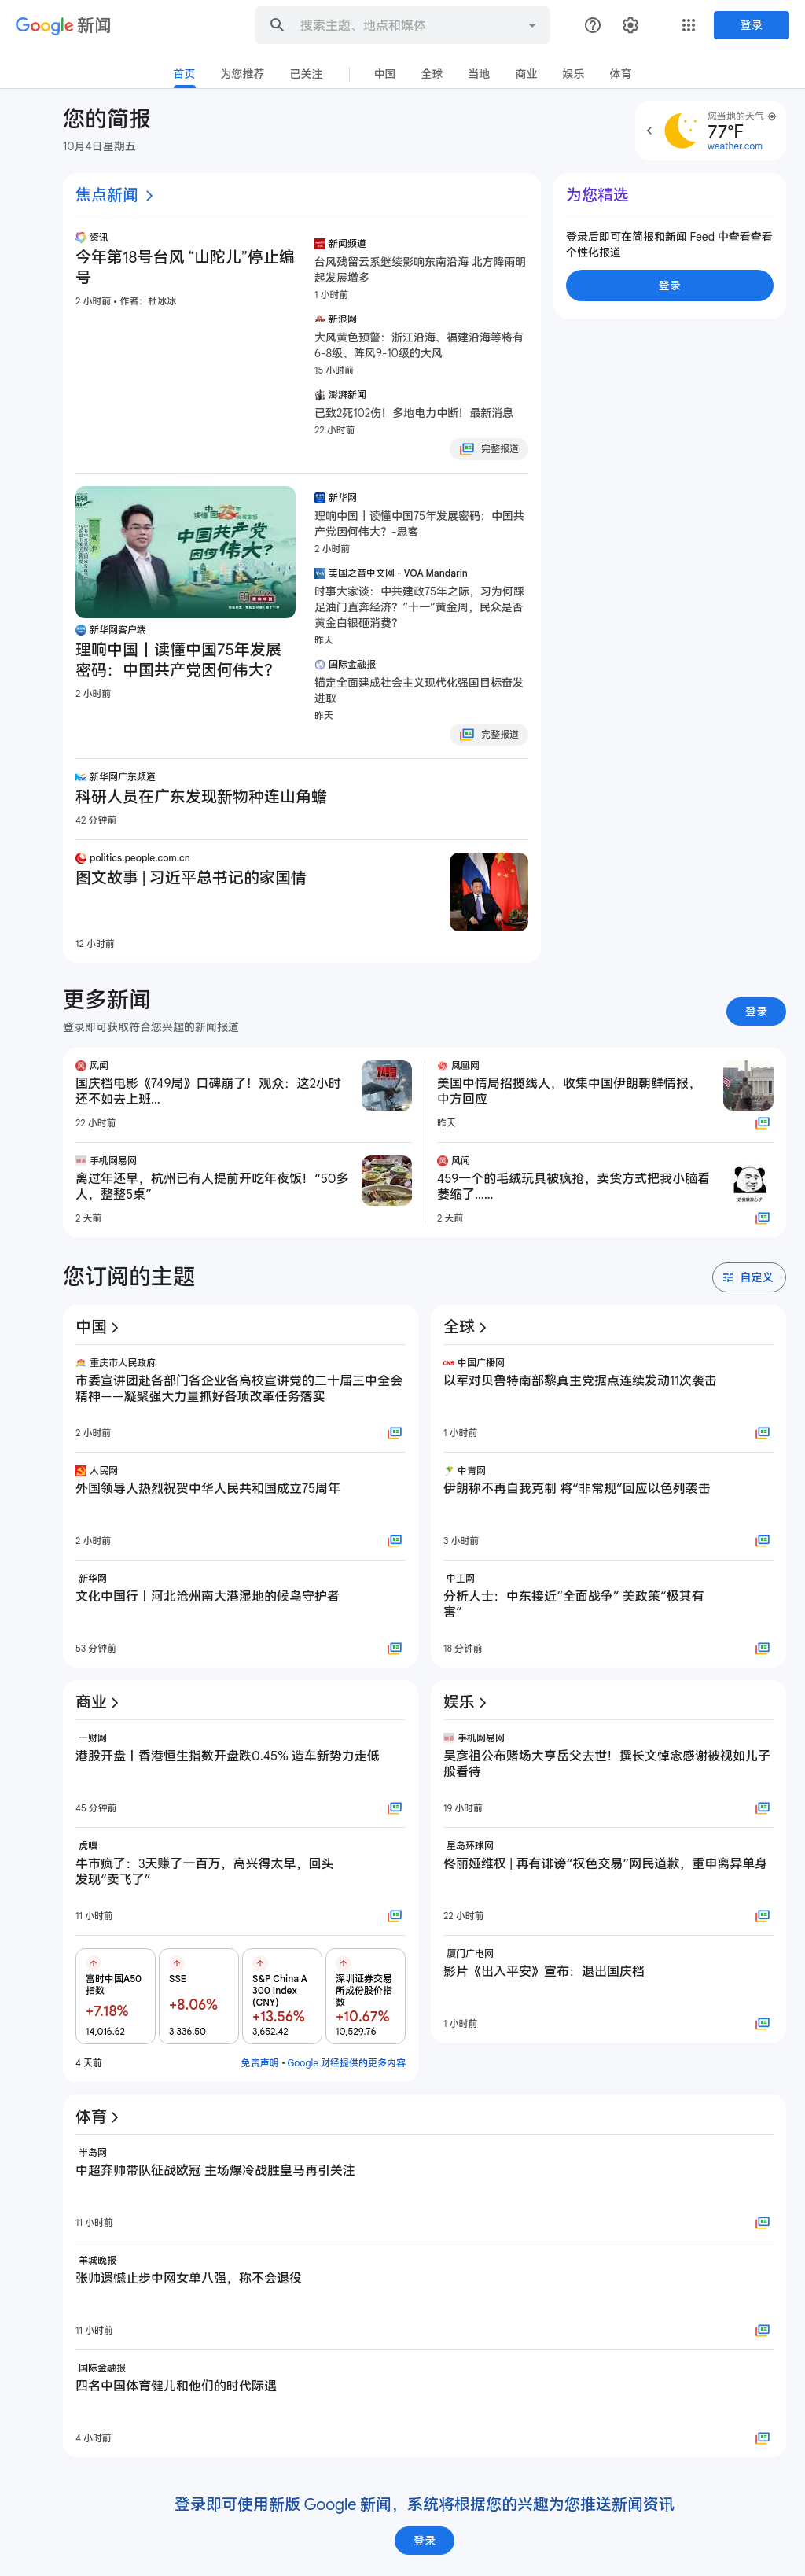 Google 新闻
搜索主题、地点和媒体
登录
首页
为您推荐
已关注
中国
全球
当地
商业
娱乐
体育
您的简报
10月4日星期五
您当地的天气
77°F
weather.com
焦点新闻
资讯
今年第18号台风 “山陀儿”停止编
号
2 小时前 • 作者：杜冰冰
新闻频道
台风残留云系继续影响东南沿海 北方降雨明
起发展增多
1 小时前
新浪网
大风黄色预警：浙江沿海、福建沿海等将有
6-8级、阵风9-10级的大风
15 小时前
澎湃新闻
已致2死102伤！多地电力中断！最新消息
22 小时前
完整报道
为您精选
登录后即可在简报和新闻 Feed 中查看查看
个性化报道
登录
中国共产党
因何伟大?
新华网客户端
理响中国丨读懂中国75年发展
密码：中国共产党因何伟大？
2 小时前
新华网
理响中国丨读懂中国75年发展密码：中国共
产党因何伟大？-思客
2 小时前
美国之音中文网 - VOA Mandarin
时事大家谈：中共建政75年之际，习为何踩
足油门直奔经济？“十一”黄金周，民众是否
黄金白银砸消费？
昨天
国际金融报
锚定全面建成社会主义现代化强国目标奋发
进取
昨天
完整报道
新华网广东频道
科研人员在广东发现新物种连山角蟾
42 分钟前
politics.people.com.cn
图文故事 | 习近平总书记的家国情
12 小时前
更多新闻
登录即可获取符合您兴趣的新闻报道
登录
风闻
国庆档电影《749局》口碑崩了！观众：这2小时
还不如去上班...
22 小时前
手机网易网
离过年还早，杭州已有人提前开吃年夜饭！“50多
人，整整5桌”
2 天前
凤凰网
美国中情局招揽线人，收集中国伊朗朝鲜情报，
中方回应
昨天
风闻
459一个的毛绒玩具被疯抢，卖货方式把我小脑看
萎缩了……
2 天前
您订阅的主题
自定义
中国
重庆市人民政府
市委宣讲团赴各部门各企业各高校宣讲党的二十届三中全会
精神——凝聚强大力量抓好各项改革任务落实
2 小时前
人民网
外国领导人热烈祝贺中华人民共和国成立75周年
2 小时前
新华网
文化中国行丨河北沧州南大港湿地的候鸟守护者
53 分钟前
全球
CNR 中国广播网
以军对贝鲁特南部黎真主党据点连续发动11次袭击
1 小时前
中青网
伊朗称不再自我克制 将“非常规”回应以色列袭击
3 小时前
中工网
分析人士：中东接近“全面战争” 美政策“极其有
害”
18 分钟前
商业
一财网
港股开盘丨香港恒生指数开盘跌0.45% 造车新势力走低
45 分钟前
虎嗅
牛市疯了：3天赚了一百万，高兴得太早，回头
发现“卖飞了”
11 小时前
富时中国A50
指数
+7.18%
14,016.62
SSE
+8.06%
3,336.50
S&P China A
300 Index
(CNY)
+13.56%
3,652.42
深圳证券交易
所成份股价指
数
+10.67%
10,529.76
4 天前
免责声明 • Google 财经提供的更多内容
娱乐
手机网易网
吴彦祖公布赌场大亨岳父去世！撰长文悼念感谢被视如儿子
般看待
19 小时前
星岛环球网
佟丽娅维权 | 再有诽谤“权色交易”网民道歉，重申离异单身
22 小时前
厦门广电网
影片《出入平安》宣布：退出国庆档
1 小时前
体育
半岛网
中超弃帅带队征战欧冠 主场爆冷战胜皇马再引关注
11 小时前
羊城晚报
张帅遗憾止步中网女单八强，称不会退役
11 小时前
国际金融报
四名中国体育健儿和他们的时代际遇
4 小时前
登录即可使用新版 Google 新闻，系统将根据您的兴趣为您推送新闻资讯
登录